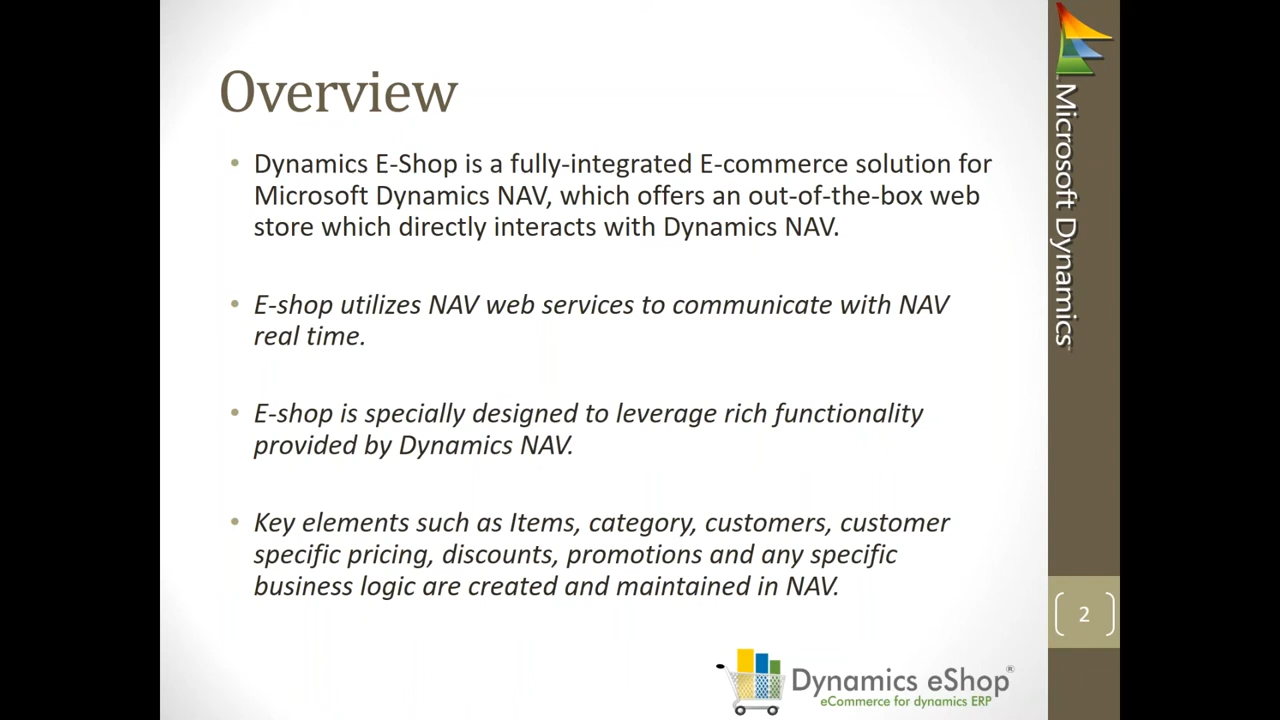 Overview
• Dynamics E-Shop is a fully-integrated E-commerce solution for
Microsoft Dynamics NAV, which offers an out-of-the-box web
store which directly interacts with Dynamics NAV.
• E-shop utilizes NAV web services to communicate with NAV
real time.
• E-shop is specially designed to leverage rich functionality
provided by Dynamics NAV.
• Key elements such as Items, category, customers, customer
specific pricing, discounts, promotions and any specific
business logic are created and maintained in NAV.
Microsoft Dynamics
2
Dynamics eShop®
eCommerce for dynamics ERP